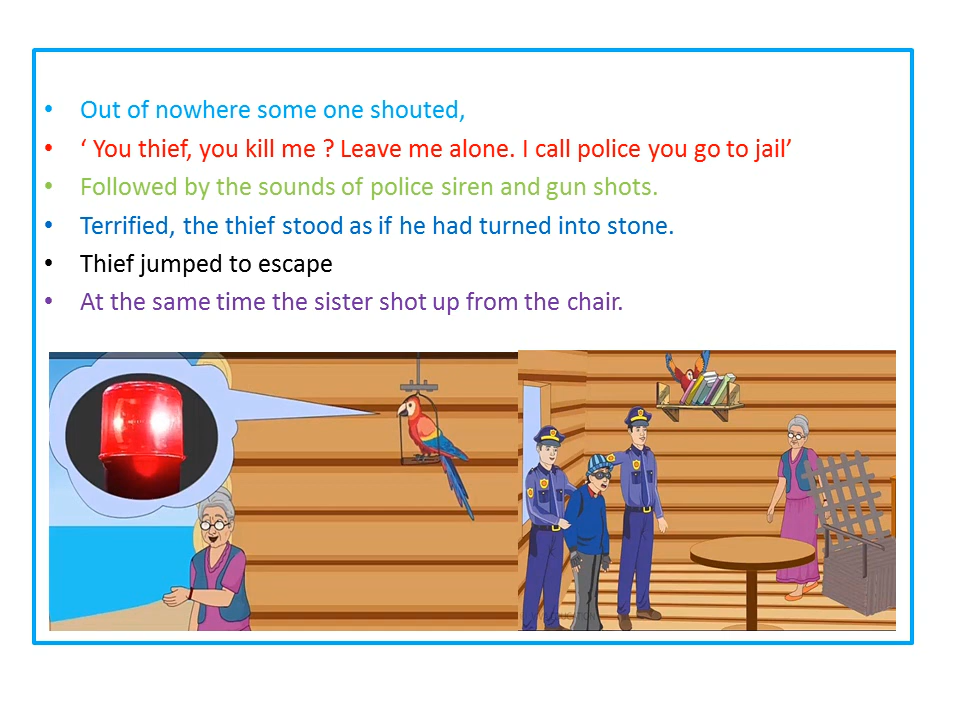 • Out of nowhere some one shouted,
• ‘ You thief, you kill me ? Leave me alone. I call police you go to jail’
• Followed by the sounds of police siren and gun shots.
• Terrified, the thief stood as if he had turned into stone.
• Thief jumped to escape
• At the same time the sister shot up from the chair.